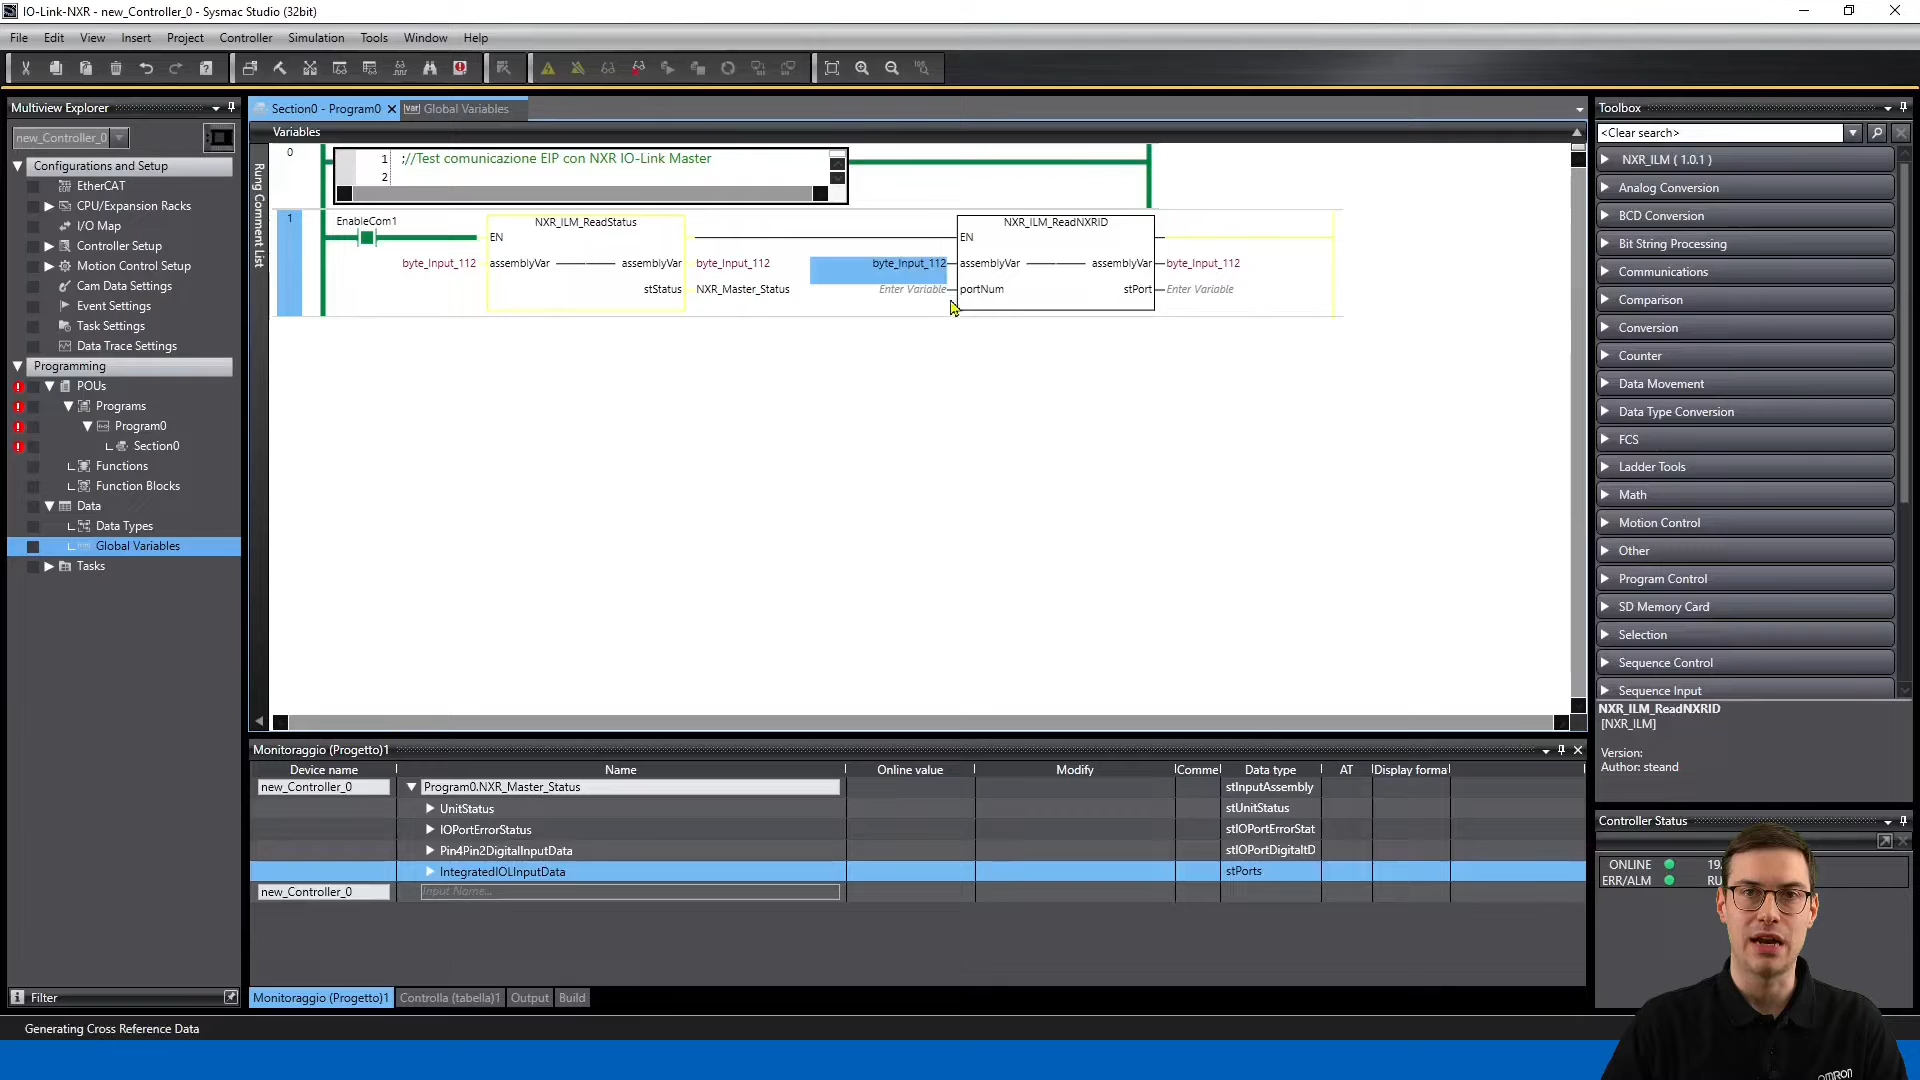 IO-Link-NXR - new_Controller_0 - Sysmac Studio (32bit)
File Edit View Insert Project Controller Simulation Tools Window Help
Multiview Explorer
new_Controller_0
Configurations and Setup
EtherCAT
CPU/Expansion Racks
I/O Map
Controller Setup
Motion Control Setup
Cam Data Settings
Event Settings
Task Settings
Data Trace Settings
Programming
POUs
Programs
Program0
Section0
Functions
Function Blocks
Data
Data Types
Global Variables
Tasks
Filter
Section0 - Program0
Global Variables
Variables
Rung Comment List
0
1 ;//Test comunicazione EIP con NXR IO-Link Master
2
1
EnableCom1
NXR_ILM_ReadStatus
NXR_ILM_ReadNXRID
EN
EN
byte_Input_112 assemblyVar assemblyVar byte_Input_112
byte_Input_112 assemblyVar assemblyVar byte_Input_112
stStatus NXR_Master_Status
Enter Variable portNum stPort Enter Variable
Monitoraggio (Progetto)1
Device name Name Online value Modify Comme Data type AT Display forma
new_Controller_0 Program0.NXR_Master_Status stInputAssembly
UnitStatus stUnitStatus
IOPortErrorStatus stIOPortErrorStat
Pin4Pin2DigitalInputData stIOPortDigitaltD
IntegratedIOLInputData stPorts
new_Controller_0 Input Name...
Monitoraggio (Progetto)1 Controlla (tabella)1 Output Build
Toolbox
<Clear search>
NXR_ILM ( 1.0.1 )
Analog Conversion
BCD Conversion
Bit String Processing
Communications
Comparison
Conversion
Counter
Data Movement
Data Type Conversion
FCS
Ladder Tools
Math
Motion Control
Other
Program Control
SD Memory Card
Selection
Sequence Control
Sequence Input
NXR_ILM_ReadNXRID
[NXR_ILM]
Version:
Author: steand
Controller Status
ONLINE 19.
ERR/ALM RU
Generating Cross Reference Data
omron